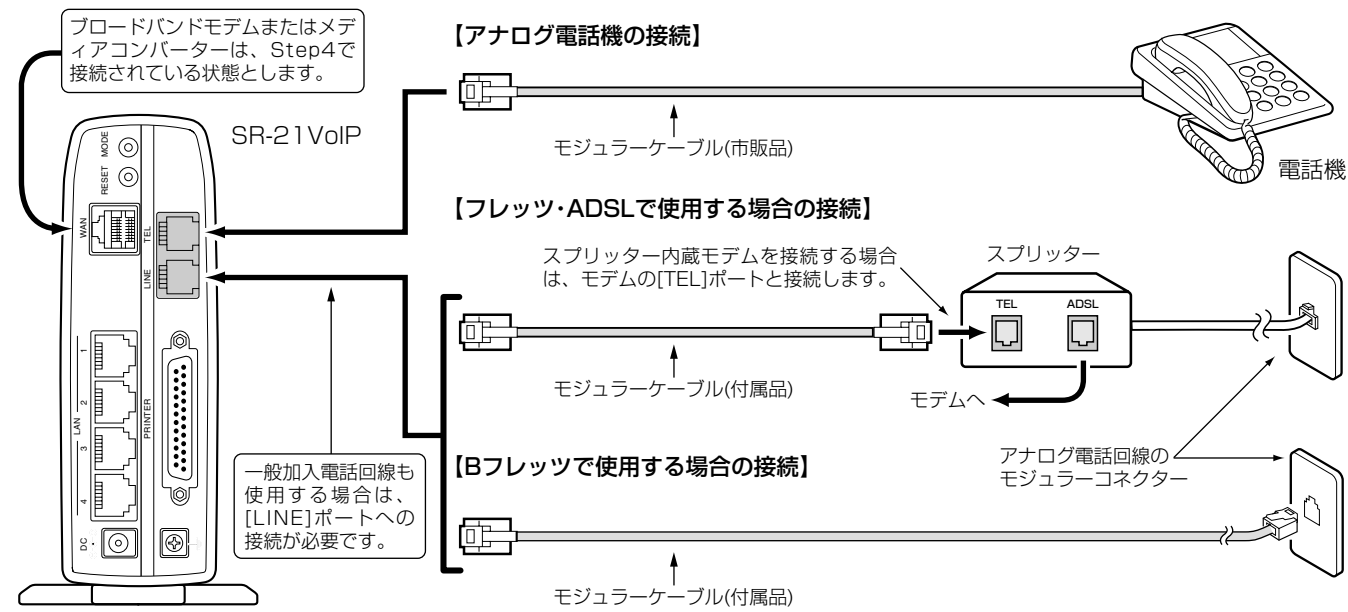 ブロードバンドモデムまたはメデ
ィアコンバーターは、Step4で
接続されている状態とします。
【アナログ電話機の接続】
モジュラーケーブル(市販品)
電話機
SR-21VoIP
MODE
RESET
WAN
TEL
LINE
1
2
LAN
3
4
PRINTER
DC
【フレッツ・ADSLで使用する場合の接続】
スプリッター内蔵モデムを接続する場合
は、モデムの[TEL]ポートと接続します。
スプリッター
TEL
ADSL
モジュラーケーブル(付属品)
モデムへ
一般加入電話回線も
使用する場合は、
[LINE]ポートへの
接続が必要です。
【Bフレッツで使用する場合の接続】
アナログ電話回線の
モジュラーコネクター
モジュラーケーブル(付属品)